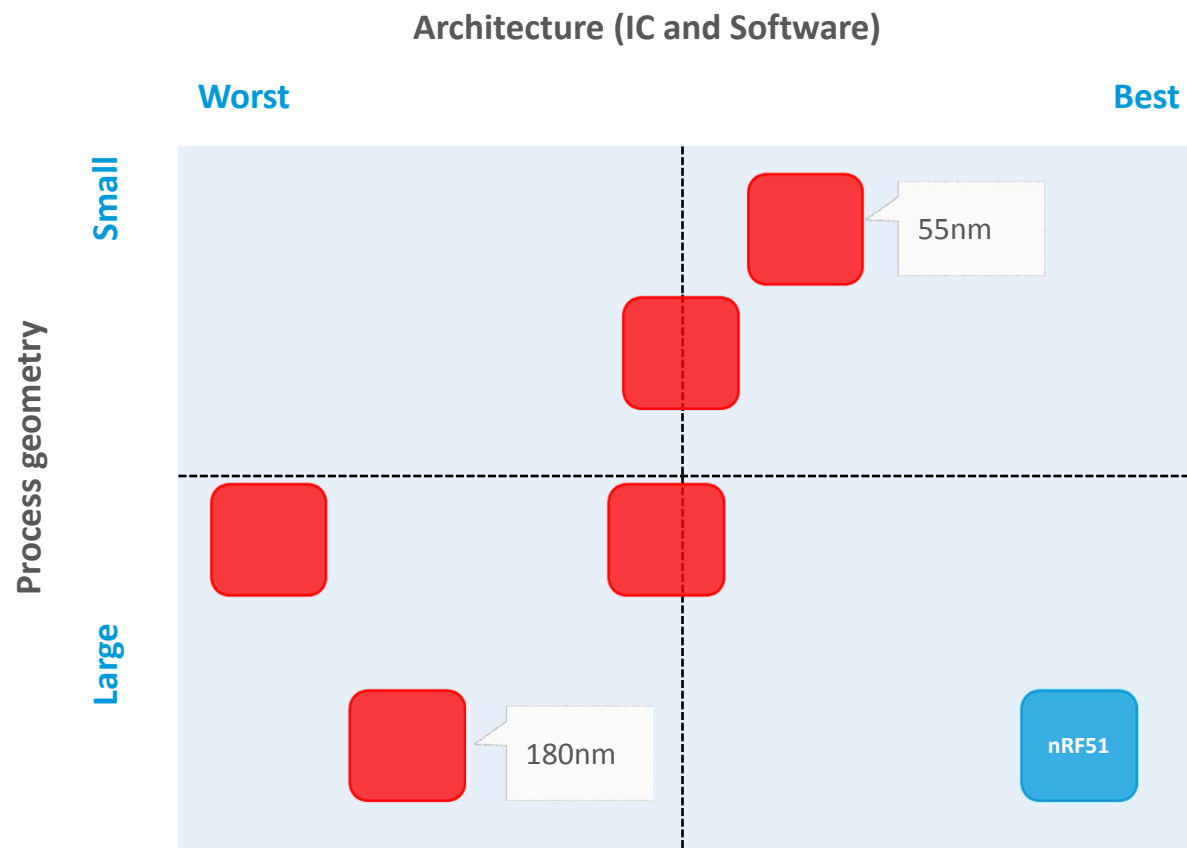 Architecture (IC and Software)
Worst
Best
Small
55nm
Process geometry
Large
180nm
nRF51